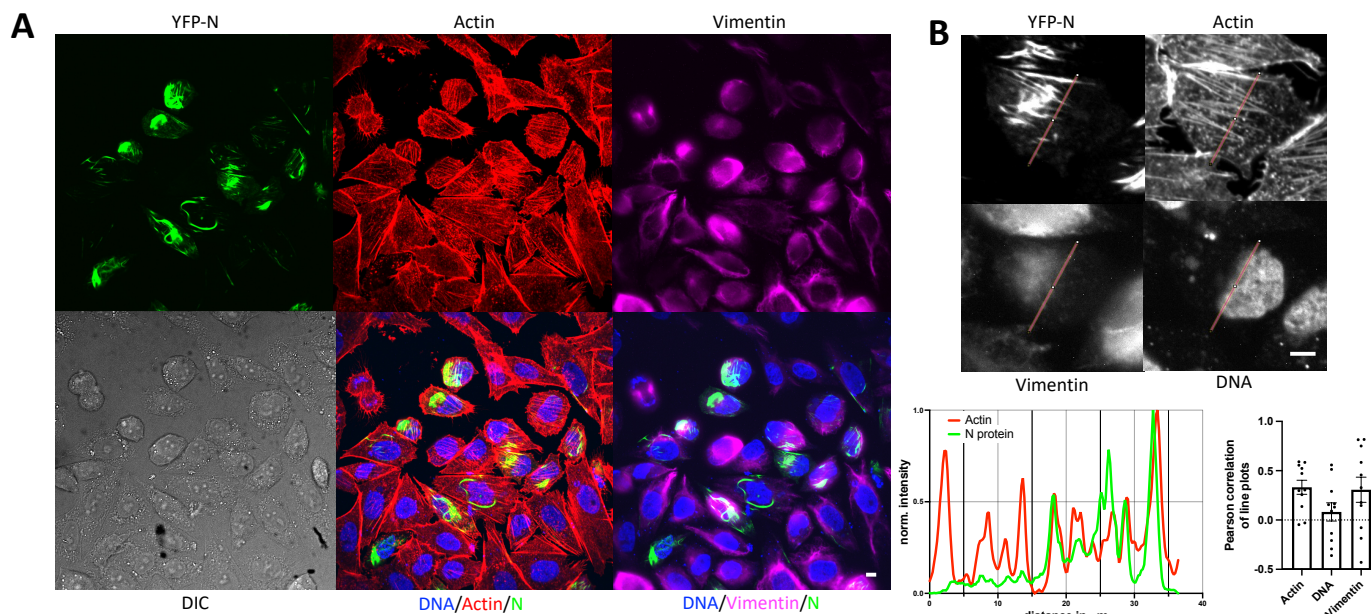 A
YFP-N
Actin
Vimentin
DIC
DNA/Actin/N
DNA/Vimentin/N
B
YFP-N
Actin
Vimentin
DNA
norm. intensity
1.0
0.5
0.0
Actin
N protein
0
10
20
30
40
Pearson correlation
of line plots
1.0
0.5
0.0
-0.5
Actin
DNA
Vimentin